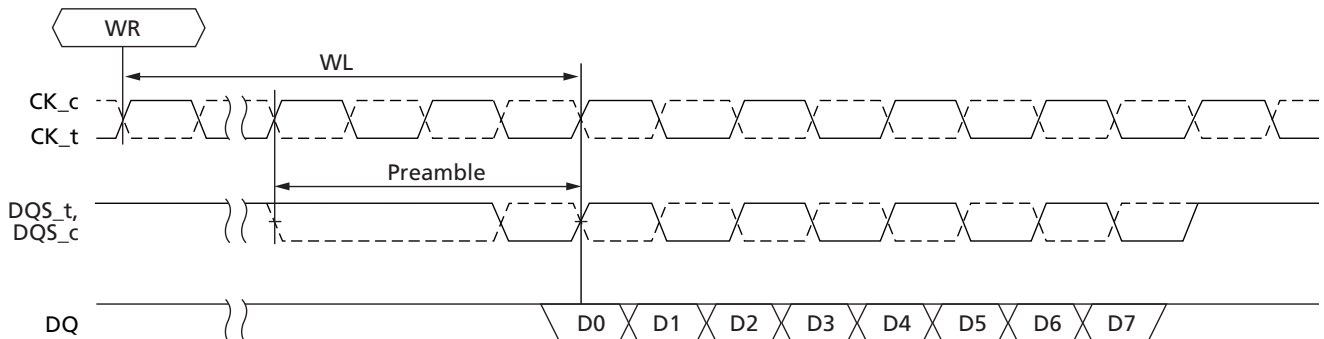 WR
WL
CK_c
CK_t
Preamble
DQS_t,
DQS_c
DQ
D0 D1 D2 D3 D4 D5 D6 D7